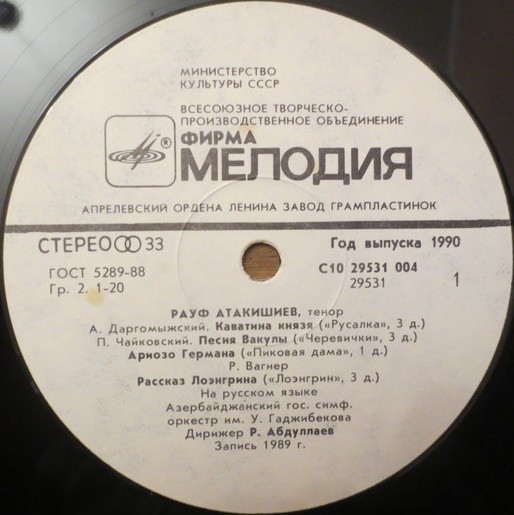 МИНИСТЕРСТВО
КУЛЬТУРЫ СССР
ВСЕСОЮЗНОЕ ТВОРЧЕСКО-
ПРОИЗВОДСТВЕННОЕ ОБЪЕДИНЕНИЕ
ФИРМА
® МЕЛОДИЯ
АПРЕЛЕВСКИЙ ОРДЕНА ЛЕНИНА ЗАВОД ГРАМПЛАСТИНОК
СТЕРЕО 33 Год выпуска 1990
ГОСТ 5289-88 С10 29531 004
Гр. 2. 1-20 29531 1
РАУФ АТАКИШИЕВ, тенор
А. Даргомыжский. Каватина князя («Русалка», 3 д.)
П. Чайковский. Песня Вакулы («Черевички», 3 д.)
Ариозо Германа («Пиковая дама», 1 д.)
Р. Вагнер
Рассказ Лоэнгрина («Лоэнгрин», 3 д.)
На русском языке
Азербайджанский гос. симф.
оркестр им. У. Гаджибекова
Дирижер Р. Абдуллаев
Запись 1989 г.